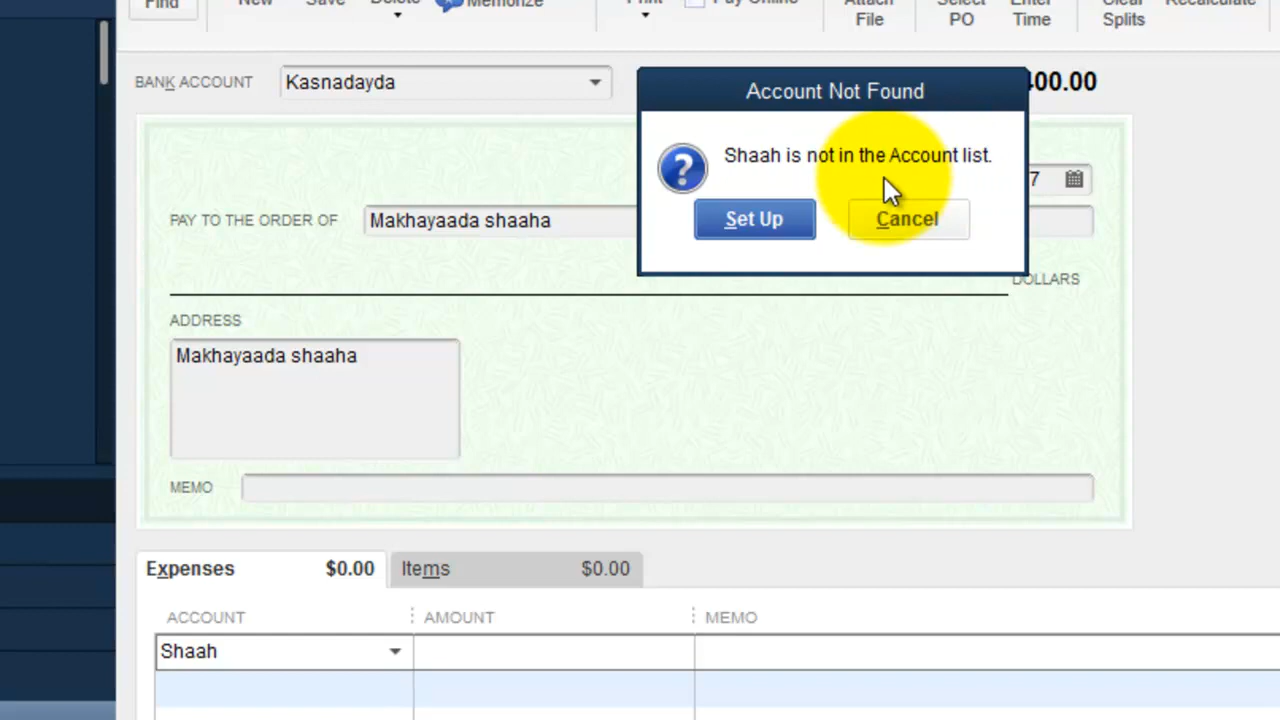 Find New Save Delete Memorize Print Pay Online Attach Select Enter Clear Recalculate
File PO Time Splits
BANK ACCOUNT Kasnadayda 400.00
Account Not Found
Shaah is not in the Account list.
7
Set Up Cancel
PAY TO THE ORDER OF Makhayaada shaaha
DOLLARS
ADDRESS
Makhayaada shaaha
MEMO
Expenses $0.00 Items $0.00
ACCOUNT AMOUNT MEMO
Shaah